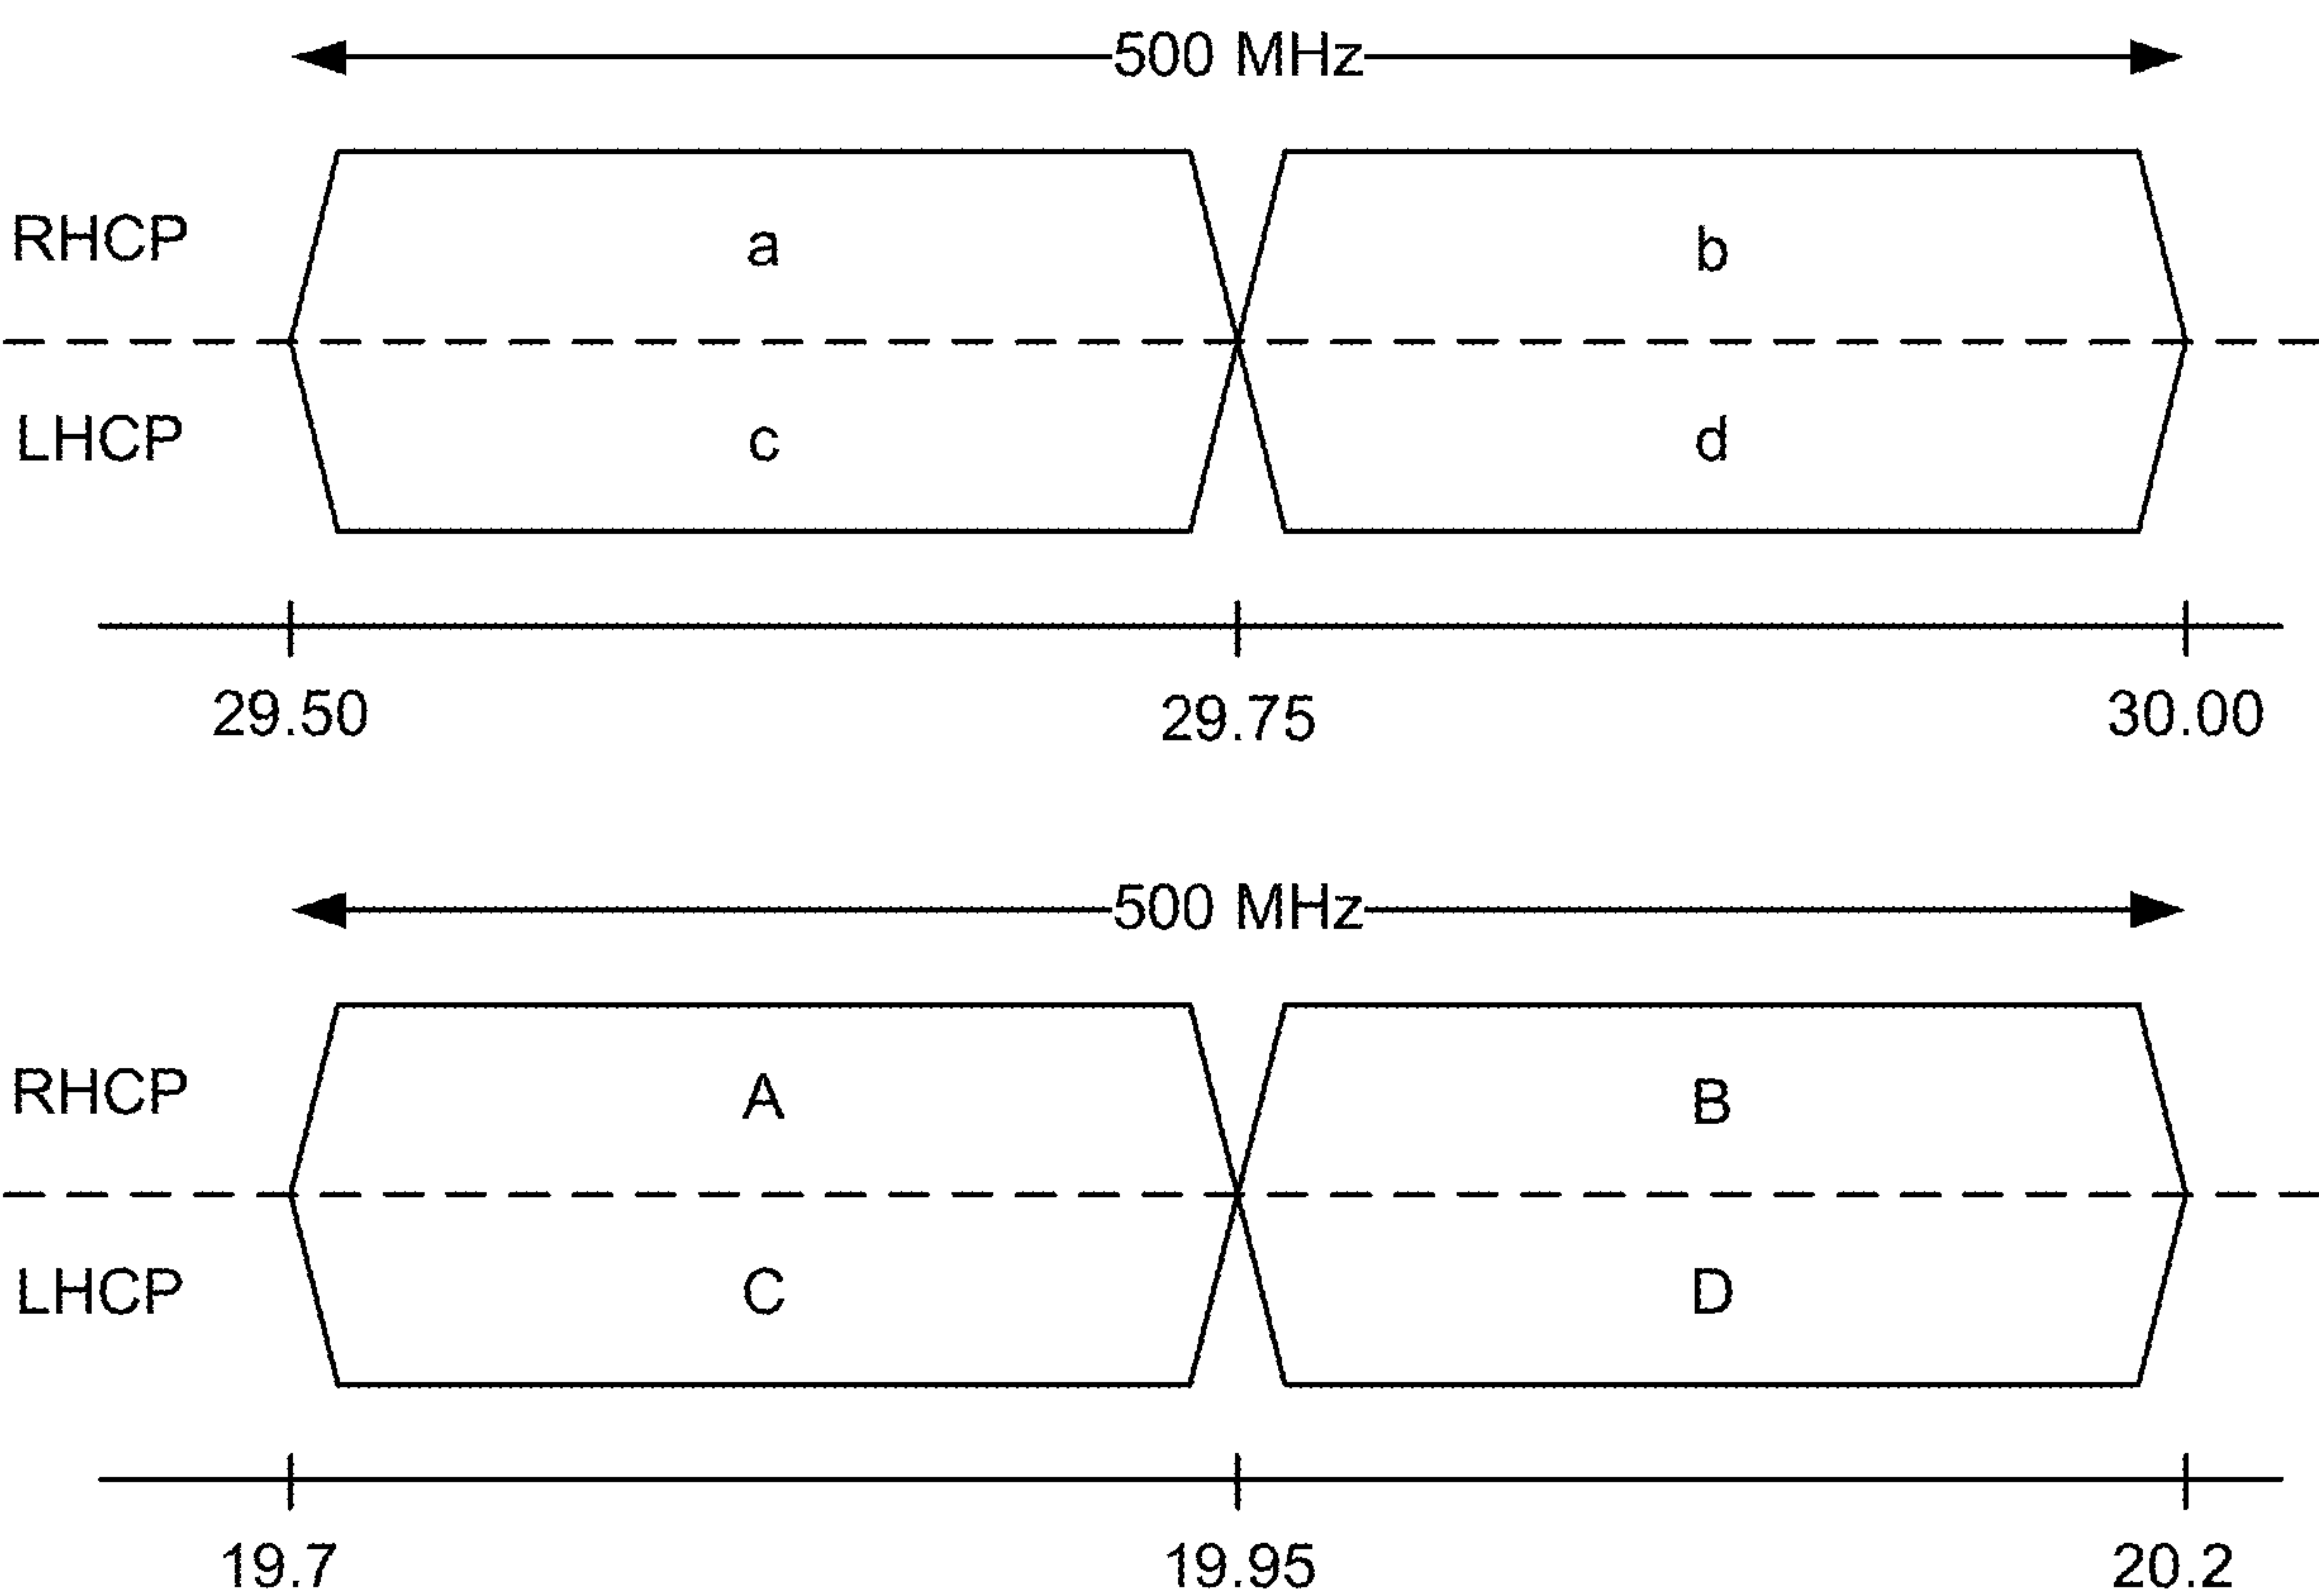 500 MHz
RHCP a b
LHCP c d
29.50 29.75 30.00
500 MHz
RHCP A B
LHCP C D
19.7 19.95 20.2